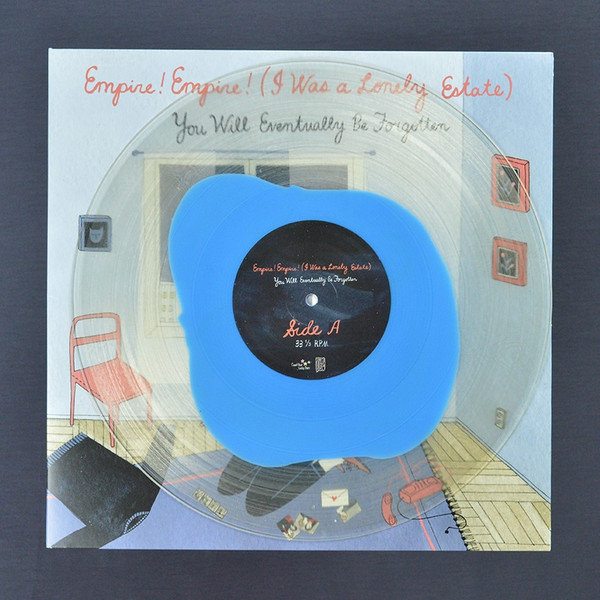 Empire! Empire! (I Was a Lonely Estate)
You Will Eventually Be Forgotten
Empire! Empire! (I Was a Lonely Estate)
You Will Eventually Be Forgotten
Side A
33 ⅓ R.P.M.